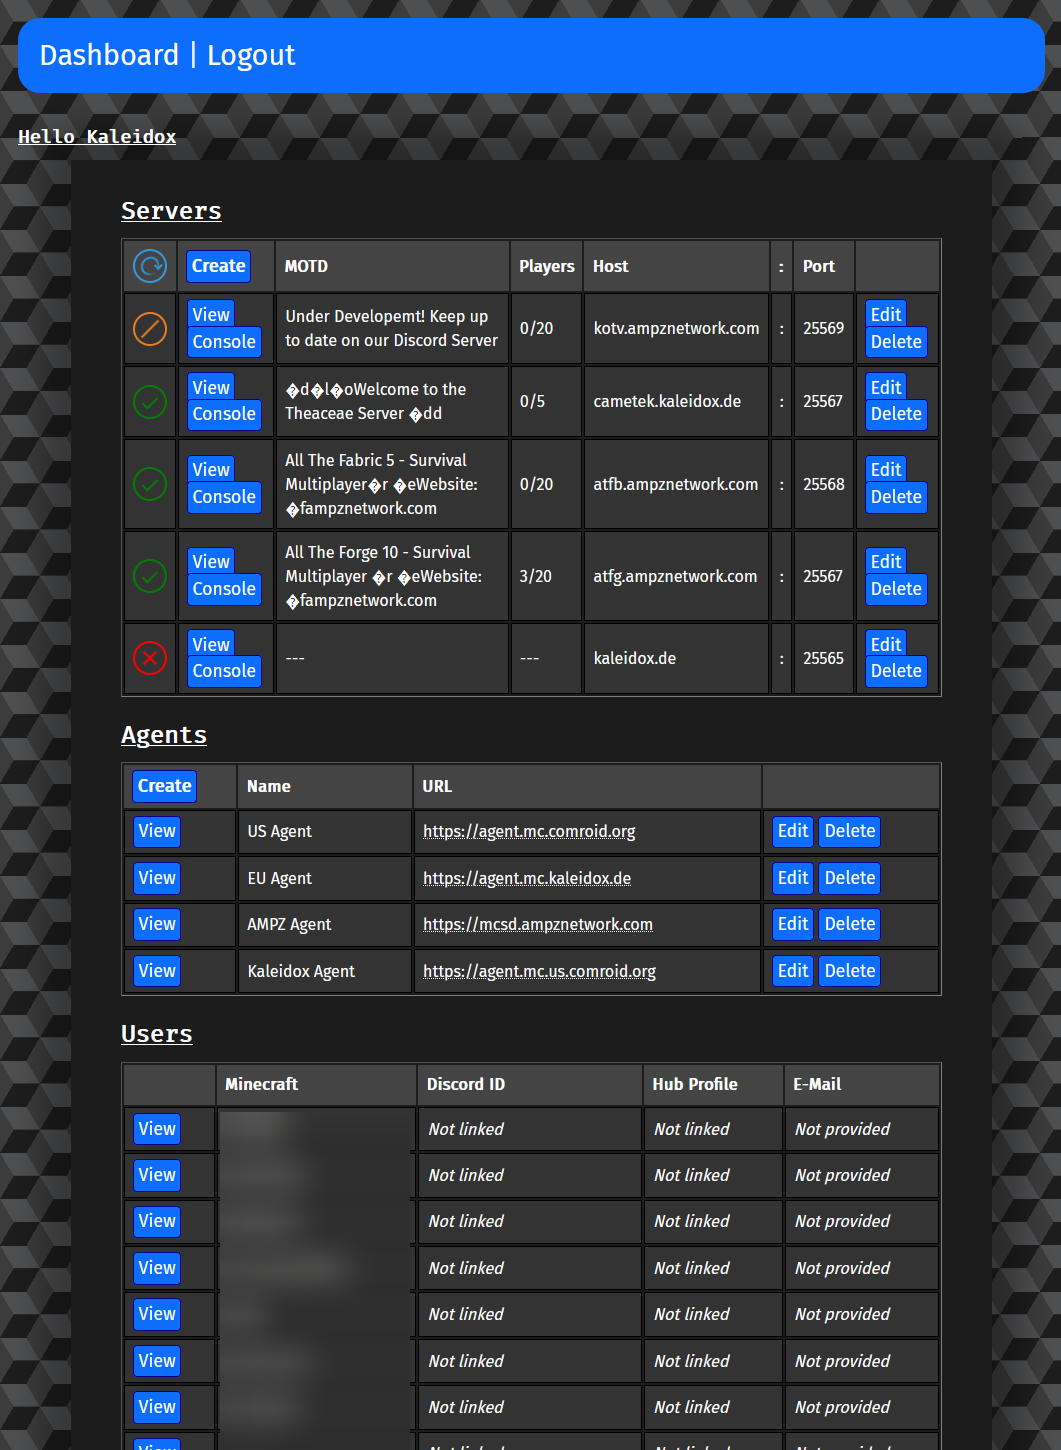 Dashboard | Logout
Hello Kaleidox
Servers
Create MOTD Players Host : Port
View Console Under Developemt! Keep up 0/20 kotv.ampznetwork.com : 25569 Edit Delete
to date on our Discord Server
View Console �d�l�oWelcome to the 0/5 cametek.kaleidox.de : 25567 Edit Delete
Theaceae Server �dd
View Console All The Fabric 5 - Survival 0/20 atfb.ampznetwork.com : 25568 Edit Delete
Multiplayer�r �eWebsite:
�fampznetwork.com
View Console All The Forge 10 - Survival 3/20 atfg.ampznetwork.com : 25567 Edit Delete
Multiplayer �r �eWebsite:
�fampznetwork.com
View Console --- --- kaleidox.de : 25565 Edit Delete
Agents
Create Name URL
View US Agent https://agent.mc.comroid.org Edit Delete
View EU Agent https://agent.mc.kaleidox.de Edit Delete
View AMPZ Agent https://mcsd.ampznetwork.com Edit Delete
View Kaleidox Agent https://agent.mc.us.comroid.org Edit Delete
Users
Minecraft Discord ID Hub Profile E-Mail
View Not linked Not linked Not provided
View Not linked Not linked Not provided
View Not linked Not linked Not provided
View Not linked Not linked Not provided
View Not linked Not linked Not provided
View Not linked Not linked Not provided
View Not linked Not linked Not provided